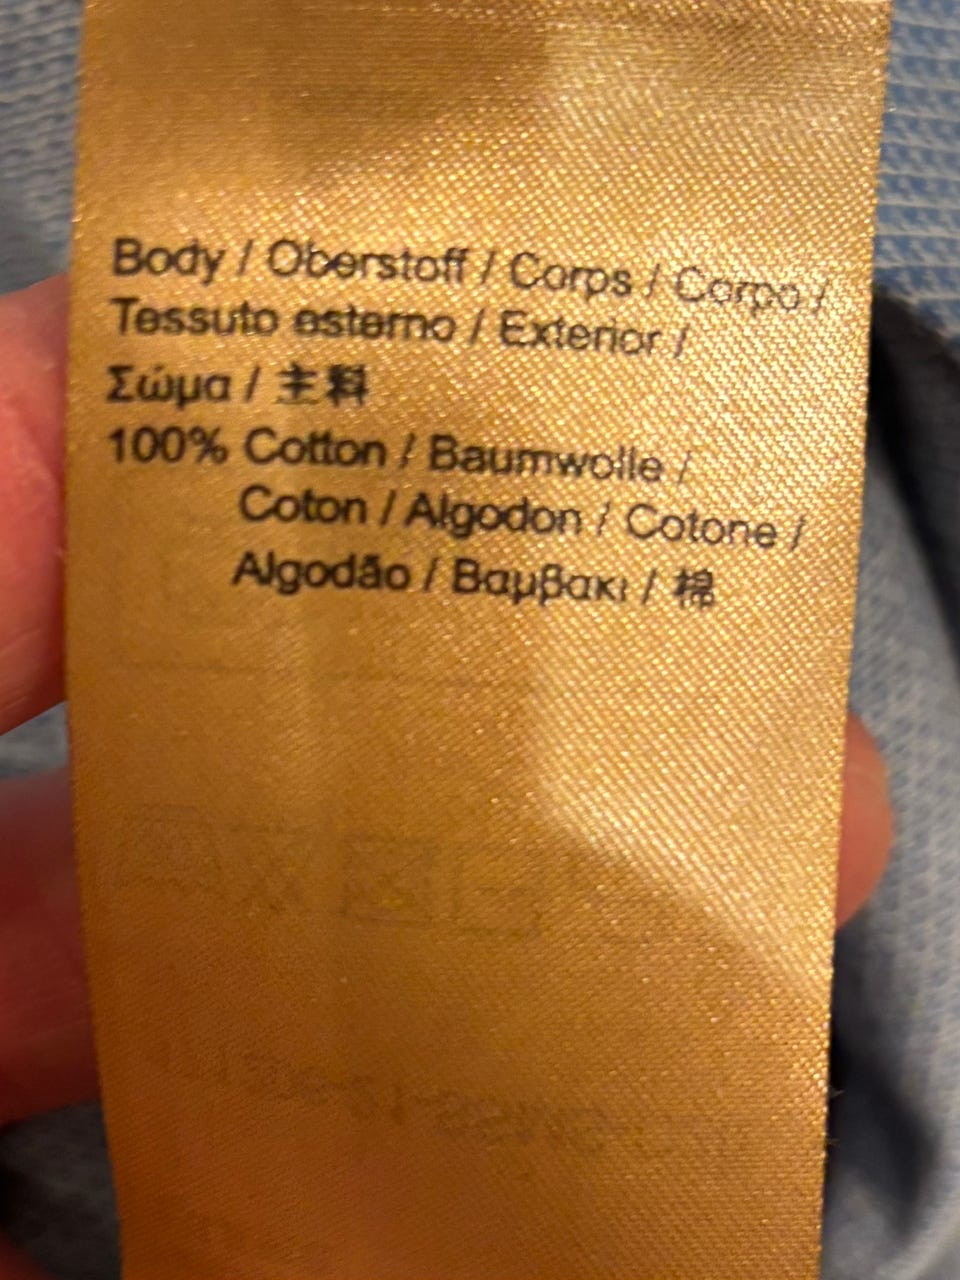 Body / Oberstoff / Corps / Corpo /
Tessuto esterno / Exterior /
Σώμα / 主料
100% Cotton / Baumwolle /
Coton / Algodon / Cotone /
Algodão / Βαμβακι / 棉